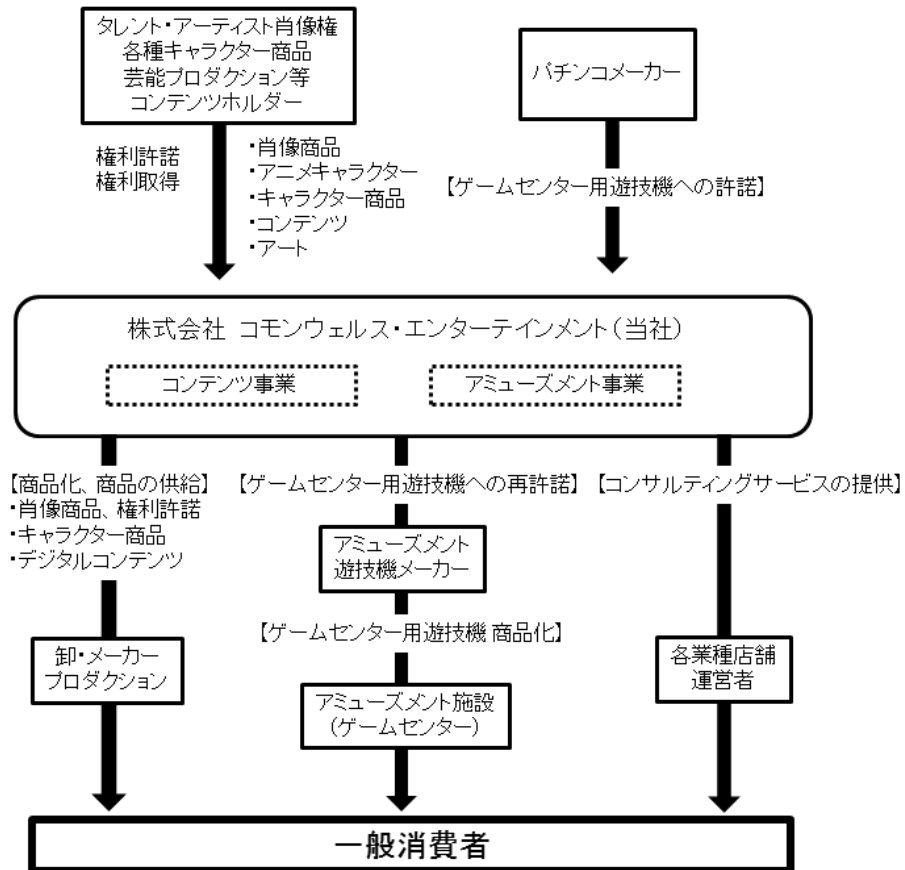 タレント・アーティスト肖像権
各種キャラクター商品
芸能プロダクション等
コンテンツホルダー
パチンコメーカー
権利許諾
権利取得
・肖像商品
・アニメキャラクター
・キャラクター商品
・コンテンツ
・アート
【ゲームセンター用遊技機への許諾】
株式会社 コモンウェルス・エンターテインメント（当社）
コンテンツ事業
アミューズメント事業
【商品化、商品の供給】
・肖像商品、権利許諾
・キャラクター商品
・デジタルコンテンツ
【ゲームセンター用遊技機への再許諾】
【コンサルティングサービスの提供】
アミューズメント
遊技機メーカー
【ゲームセンター用遊技機 商品化】
卸・メーカー
プロダクション
アミューズメント施設
（ゲームセンター）
各業種店舗
運営者
一般消費者